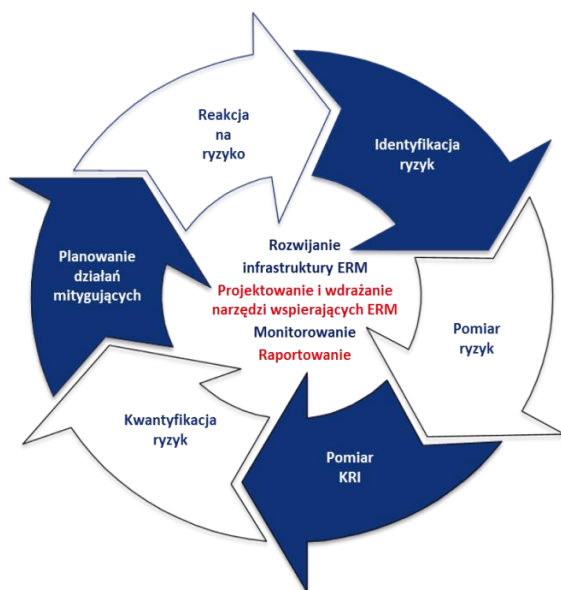 Reakcja
na
ryzyko
Identyfikacja
ryzyk
Pomiar
ryzyk
Pomiar
KRI
Kwantyfikacja
ryzyk
Planowanie
działań
mitygujących
Rozwijanie
infrastruktury ERM
Projektowanie i wdrażanie
narzędzi wspierających ERM
Monitorowanie
Raportowanie